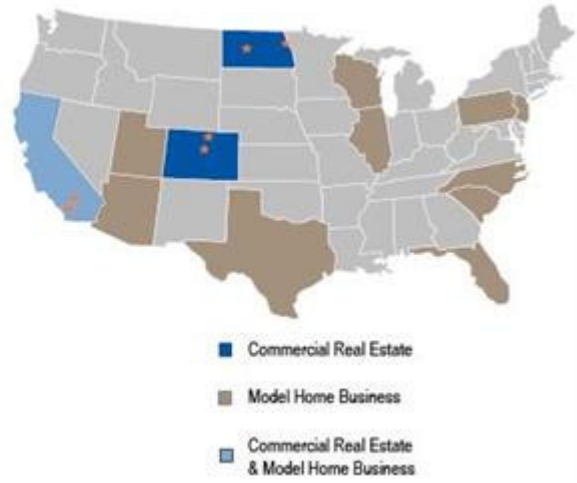 Commercial Real Estate
Model Home Business
Commercial Real Estate
& Model Home Business